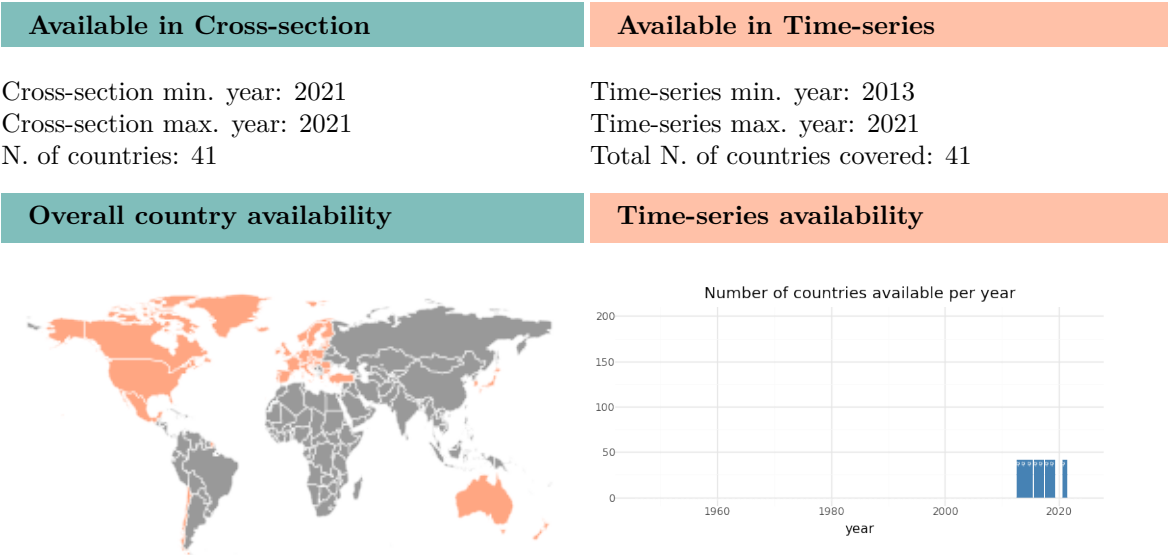 Available in Cross-section
Available in Time-series
Cross-section min. year: 2021
Cross-section max. year: 2021
N. of countries: 41
Time-series min. year: 2013
Time-series max. year: 2021
Total N. of countries covered: 41
Overall country availability
Time-series availability
Number of countries available per year
200
150
100
50
0
1960
1980
2000
2020
year